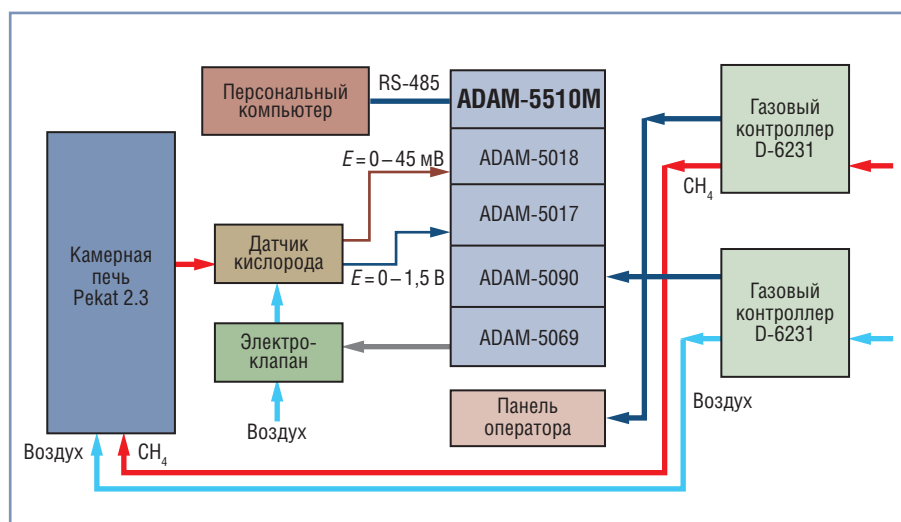 Персональный
компьютер
RS-485
ADAM-5510M
ADAM-5018
ADAM-5017
ADAM-5090
ADAM-5069
Газовый
контроллер
D-6231
CH₄
E = 0–45 мВ
Камерная
печь
Pekat 2.3
Датчик
кислорода
E = 0–1,5 В
Газовый
контроллер
D-6231
Электро-
клапан
Панель
оператора
Воздух
Воздух
Воздух
CH₄